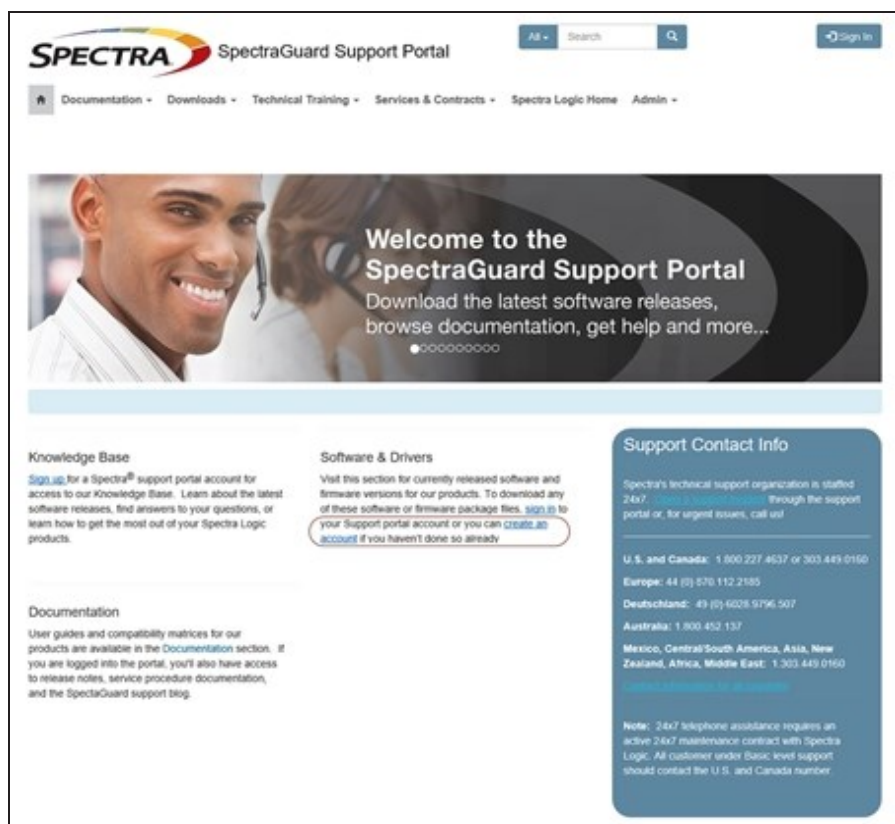 SPECTRA SpectraGuard Support Portal
All Search
Sign In
Documentation Downloads Technical Training Services & Contracts Spectra Logic Home Admin
Welcome to the
SpectraGuard Support Portal
Download the latest software releases,
browse documentation, get help and more...
Knowledge Base
Sign up for a Spectra® support portal account for
access to our Knowledge Base. Learn about the latest
software releases, find answers to your questions, or
learn how to get the most out of your Spectra Logic
products.
Software & Drivers
Visit this section for currently released software and
firmware versions for our products. To download any
of these software or firmware package files, sign in to
your Support portal account or you can create an
account if you haven't done so already
Documentation
User guides and compatibility matrices for our
products are available in the Documentation section. If
you are logged into the portal, you'll also have access
to release notes, service procedure documentation,
and the SpectaGuard support blog.
Support Contact Info
Spectra's technical support organization is staffed
24x7. Open a support incident through the support
portal or, for urgent issues, call us!
U.S. and Canada: 1.800.227.4637 or 303.449.0160
Europe: 44 (0) 870.112.2185
Deutschland: 49 (0) 6028.9796.507
Australia: 1.800.452.137
Mexico, Central/South America, Asia, New
Zealand, Africa, Middle East: 1.303.449.0160
Contact information for all countries
Note: 24x7 telephone assistance requires an
active 24x7 maintenance contract with Spectra
Logic. All customer under Basic level support
should contact the U.S. and Canada number.